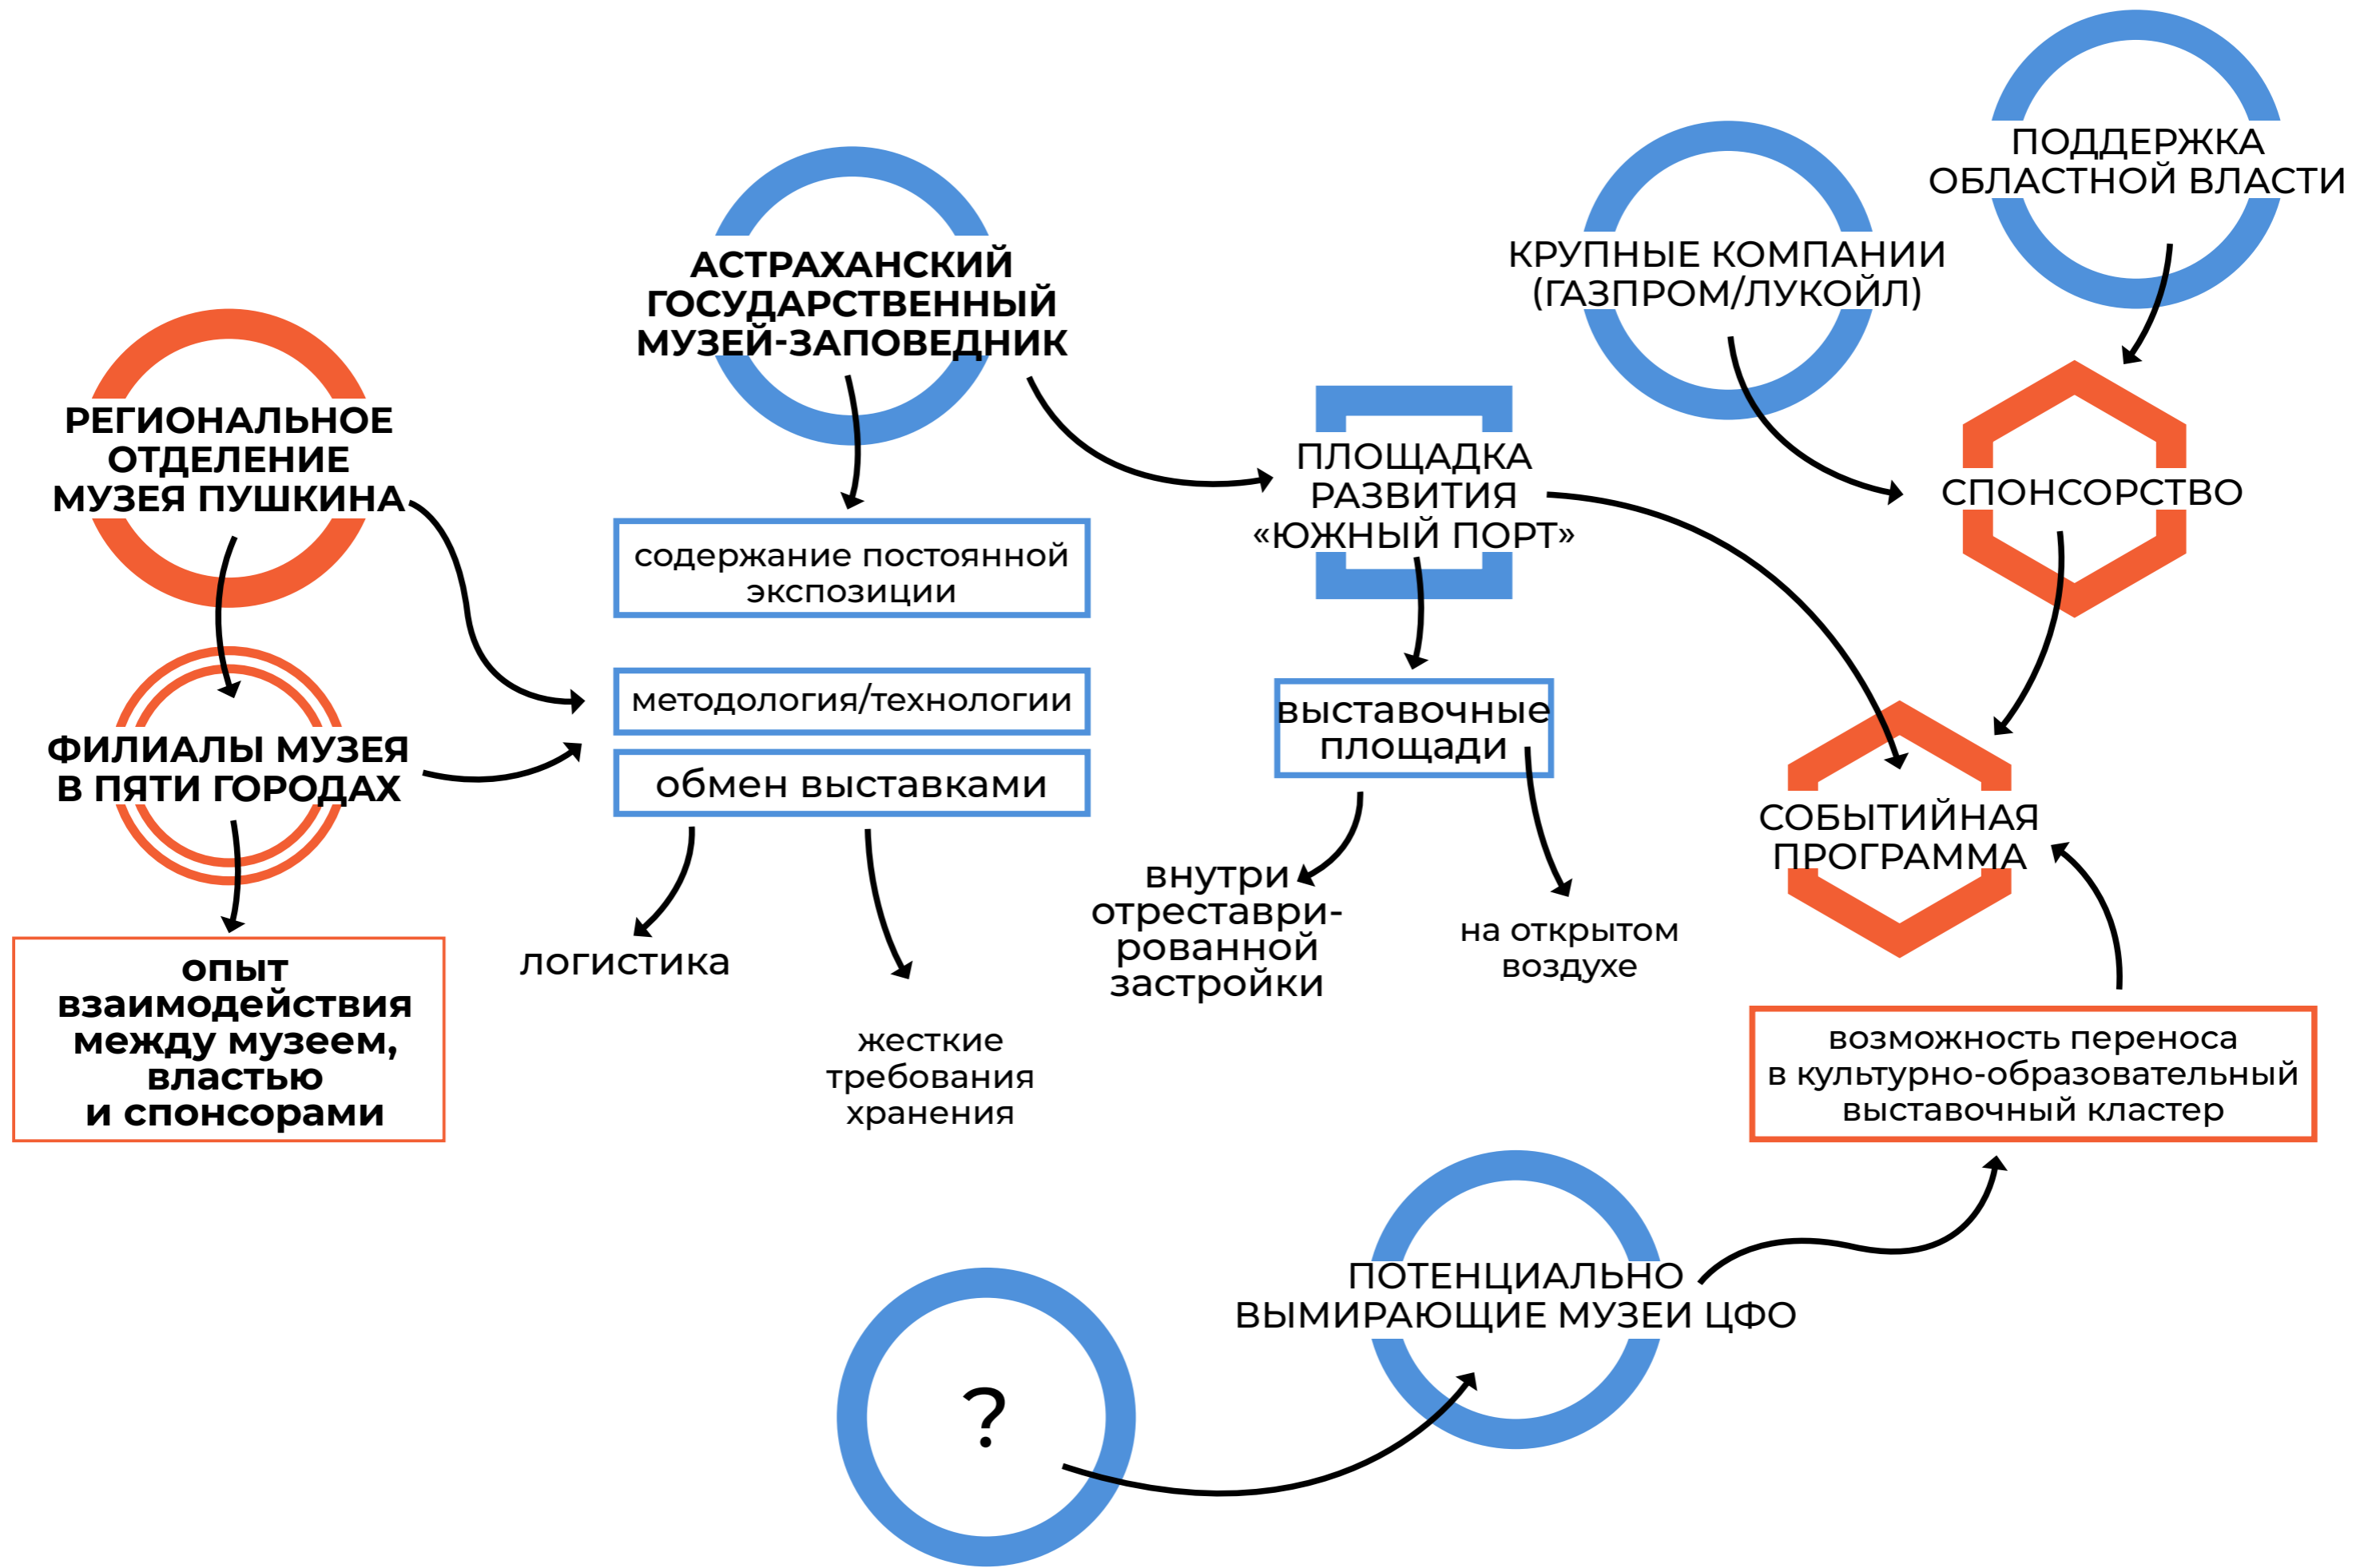 ПОДДЕРЖКА
ОБЛАСТНОЙ ВЛАСТИ
КРУПНЫЕ КОМПАНИИ
(ГАЗПРОМ/ЛУКОЙЛ)
АСТРАХАНСКИЙ
ГОСУДАРСТВЕННЫЙ
МУЗЕЙ-ЗАПОВЕДНИК
РЕГИОНАЛЬНОЕ
ОТДЕЛЕНИЕ
МУЗЕЯ ПУШКИНА
ПЛОЩАДКА
РАЗВИТИЯ
«ЮЖНЫЙ ПОРТ»
СПОНСОРСТВО
содержание постоянной
экспозиции
методология/технологии
обмен выставками
ФИЛИАЛЫ МУЗЕЯ
В ПЯТИ ГОРОДАХ
выставочные
площади
СОБЫТИЙНАЯ
ПРОГРАММА
опыт
взаимодействия
между музеем,
властью
и спонсорами
логистика
жесткие
требования
хранения
внутри
отреставри-
рованной
застройки
на открытом
воздухе
возможность переноса
в культурно-образовательный
выставочный кластер
ПОТЕНЦИАЛЬНО
ВЫМИРАЮЩИЕ МУЗЕИ ЦФО
?